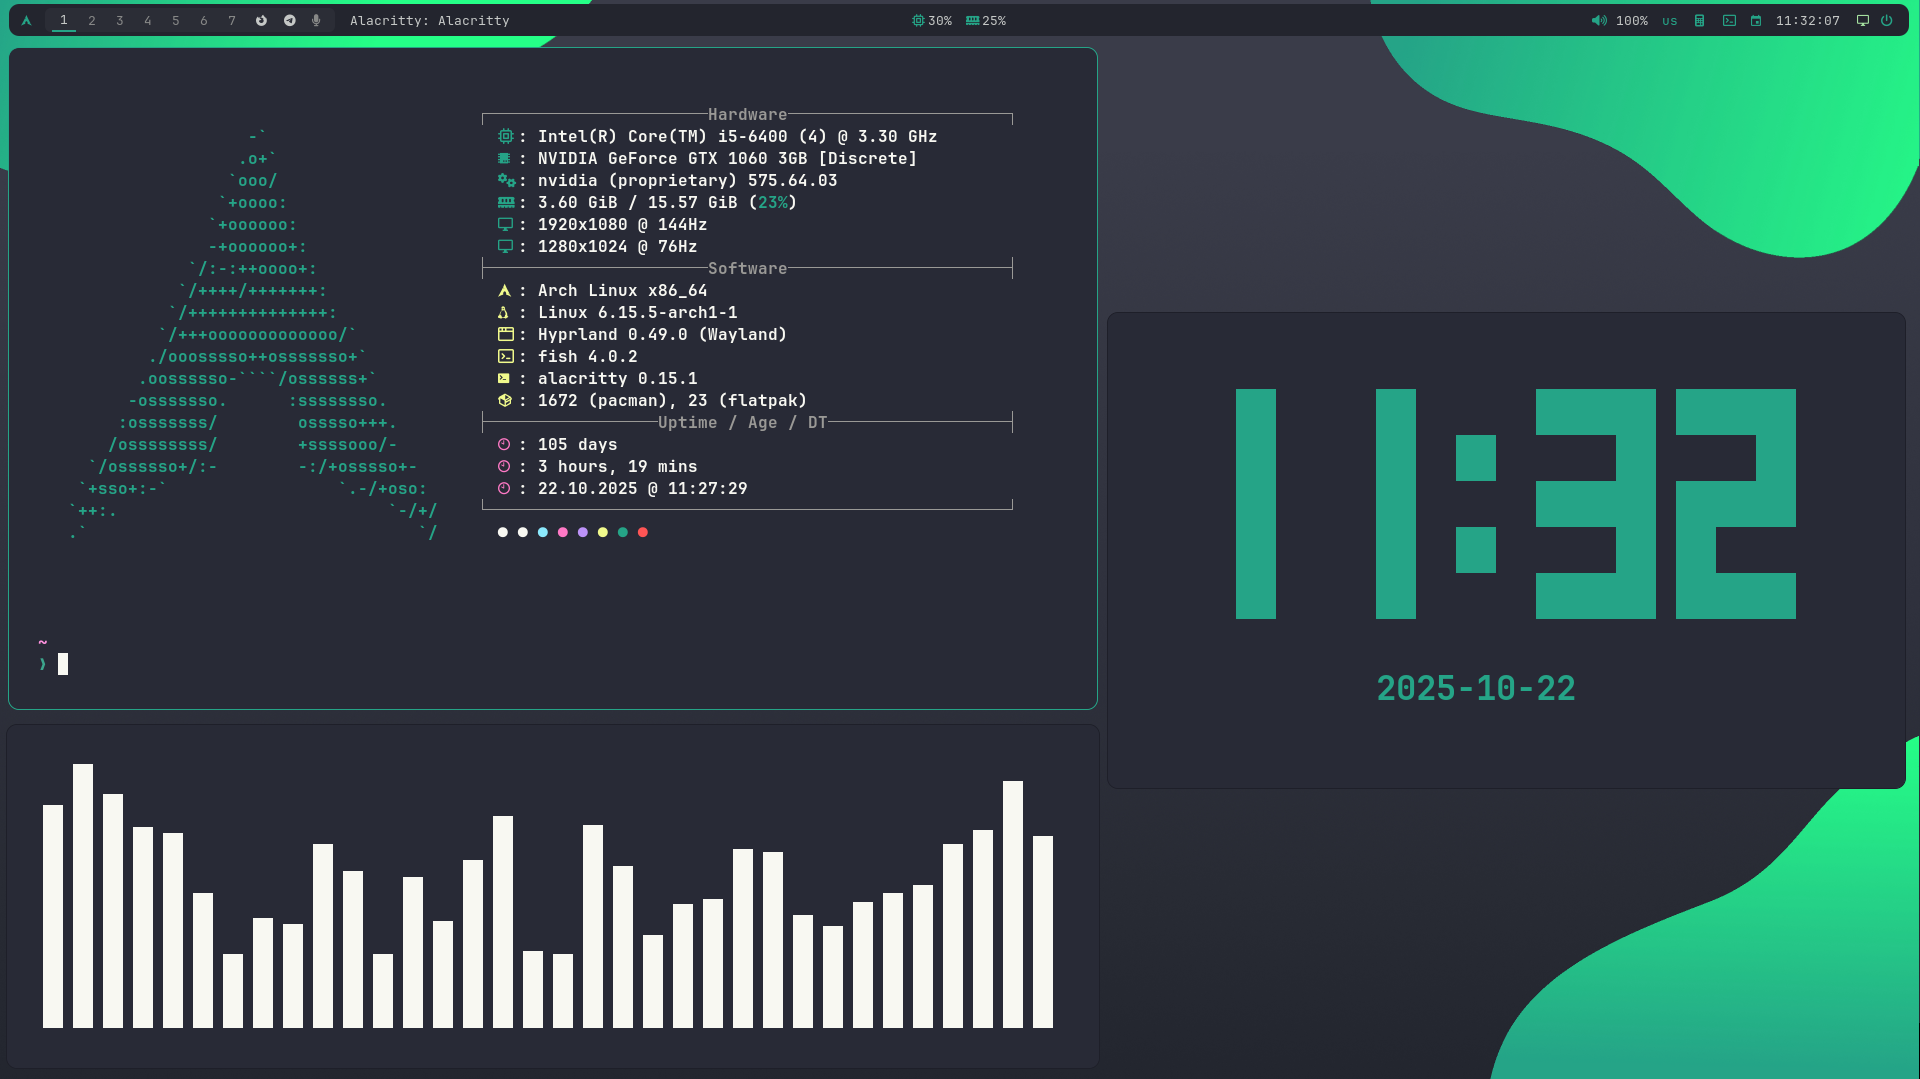 1 2 3 4 5 6 7 Alacritty: Alacritty 30% 25% 100% us 11:32:07
Hardware
: Intel(R) Core(TM) i5-6400 (4) @ 3.30 GHz
: NVIDIA GeForce GTX 1060 3GB [Discrete]
: nvidia (proprietary) 575.64.03
: 3.60 GiB / 15.57 GiB (23%)
: 1920x1080 @ 144Hz
: 1280x1024 @ 76Hz
Software
: Arch Linux x86_64
: Linux 6.15.5-arch1-1
: Hyprland 0.49.0 (Wayland)
: fish 4.0.2
: alacritty 0.15.1
: 1672 (pacman), 23 (flatpak)
Uptime / Age / DT
: 105 days
: 3 hours, 19 mins
: 22.10.2025 @ 11:27:29
-`
.o+`
`ooo/
`+oooo:
`+oooooo:
-+oooooo+:
`/:-:++oooo+:
`/++++/+++++++:
`/++++++++++++++:
`/+++ooooooooooooo/`
./ooosssso++osssssso+`
.oossssso-````/ossssss+`
-osssssso.      :ssssssso.
:osssssss/        osssso+++.
/ossssssss/        +ssssooo/-
`/ossssso+/:-        -:/+osssso+-
`+sso+:-`                 `.-/+oso:
`++:.                           `-/+/
.`                                 `/
~
❯
11:32
2025-10-22